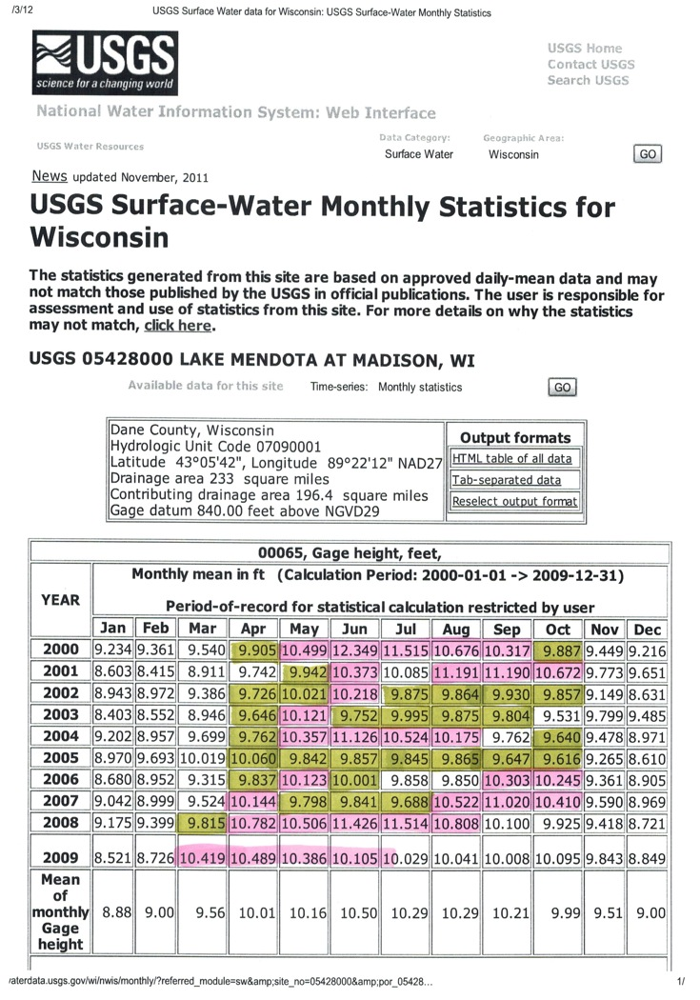 /3/12 USGS Surface Water data for Wisconsin: USGS Surface-Water Monthly Statistics
USGS
science for a changing world
USGS Home
Contact USGS
Search USGS
National Water Information System: Web Interface
USGS Water Resources
Data Category: Geographic Area:
Surface Water Wisconsin GO
News updated November, 2011
USGS Surface-Water Monthly Statistics for
Wisconsin
The statistics generated from this site are based on approved daily-mean data and may
not match those published by the USGS in official publications. The user is responsible for
assessment and use of statistics from this site. For more details on why the statistics
may not match, click here.
USGS 05428000 LAKE MENDOTA AT MADISON, WI
Available data for this site Time-series: Monthly statistics GO
Dane County, Wisconsin
Hydrologic Unit Code 07090001
Latitude 43°05'42", Longitude 89°22'12" NAD27
Drainage area 233 square miles
Contributing drainage area 196.4 square miles
Gage datum 840.00 feet above NGVD29
Output formats
HTML table of all data
Tab-separated data
Reselect output format
00065, Gage height, feet,
YEAR
Monthly mean in ft (Calculation Period: 2000-01-01 -> 2009-12-31)
Period-of-record for statistical calculation restricted by user
Jan Feb Mar Apr May Jun Jul Aug Sep Oct Nov Dec
2000 9.234 9.361 9.540 9.905 10.499 12.349 11.515 10.676 10.317 9.887 9.449 9.216
2001 8.603 8.415 8.911 9.742 9.942 10.373 10.085 11.191 11.190 10.672 9.773 9.651
2002 8.943 8.972 9.386 9.726 10.021 10.218 9.875 9.864 9.930 9.857 9.149 8.631
2003 8.403 8.552 8.946 9.646 10.121 9.752 9.995 9.875 9.804 9.531 9.799 9.485
2004 9.202 8.957 9.699 9.762 10.357 11.126 10.524 10.175 9.762 9.640 9.478 8.971
2005 8.970 9.693 10.019 10.060 9.842 9.857 9.845 9.865 9.647 9.616 9.265 8.610
2006 8.680 8.952 9.315 9.837 10.123 10.001 9.858 9.850 10.303 10.245 9.361 8.905
2007 9.042 8.999 9.524 10.144 9.798 9.841 9.688 10.522 11.020 10.410 9.590 8.969
2008 9.175 9.399 9.815 10.782 10.506 11.426 11.514 10.808 10.100 9.925 9.418 8.721
2009 8.521 8.726 10.419 10.489 10.386 10.105 10.029 10.041 10.008 10.095 9.843 8.849
Mean
of
monthly
Gage
height
8.88 9.00 9.56 10.01 10.16 10.50 10.29 10.29 10.21 9.99 9.51 9.00
/aterdata.usgs.gov/wi/nwis/monthly/?referred_module=sw&amp;site_no=05428000&amp;por_05428... 1/